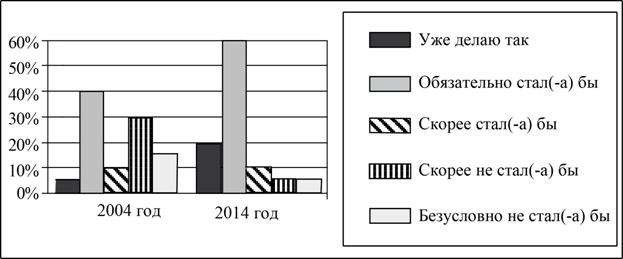 60%
50%
40%
30%
20%
10%
0%
2004 год
2014 год
Уже делаю так
Обязательно стал(-а) бы
Скорее стал(-а) бы
Скорее не стал(-а) бы
Безусловно не стал(-а) бы